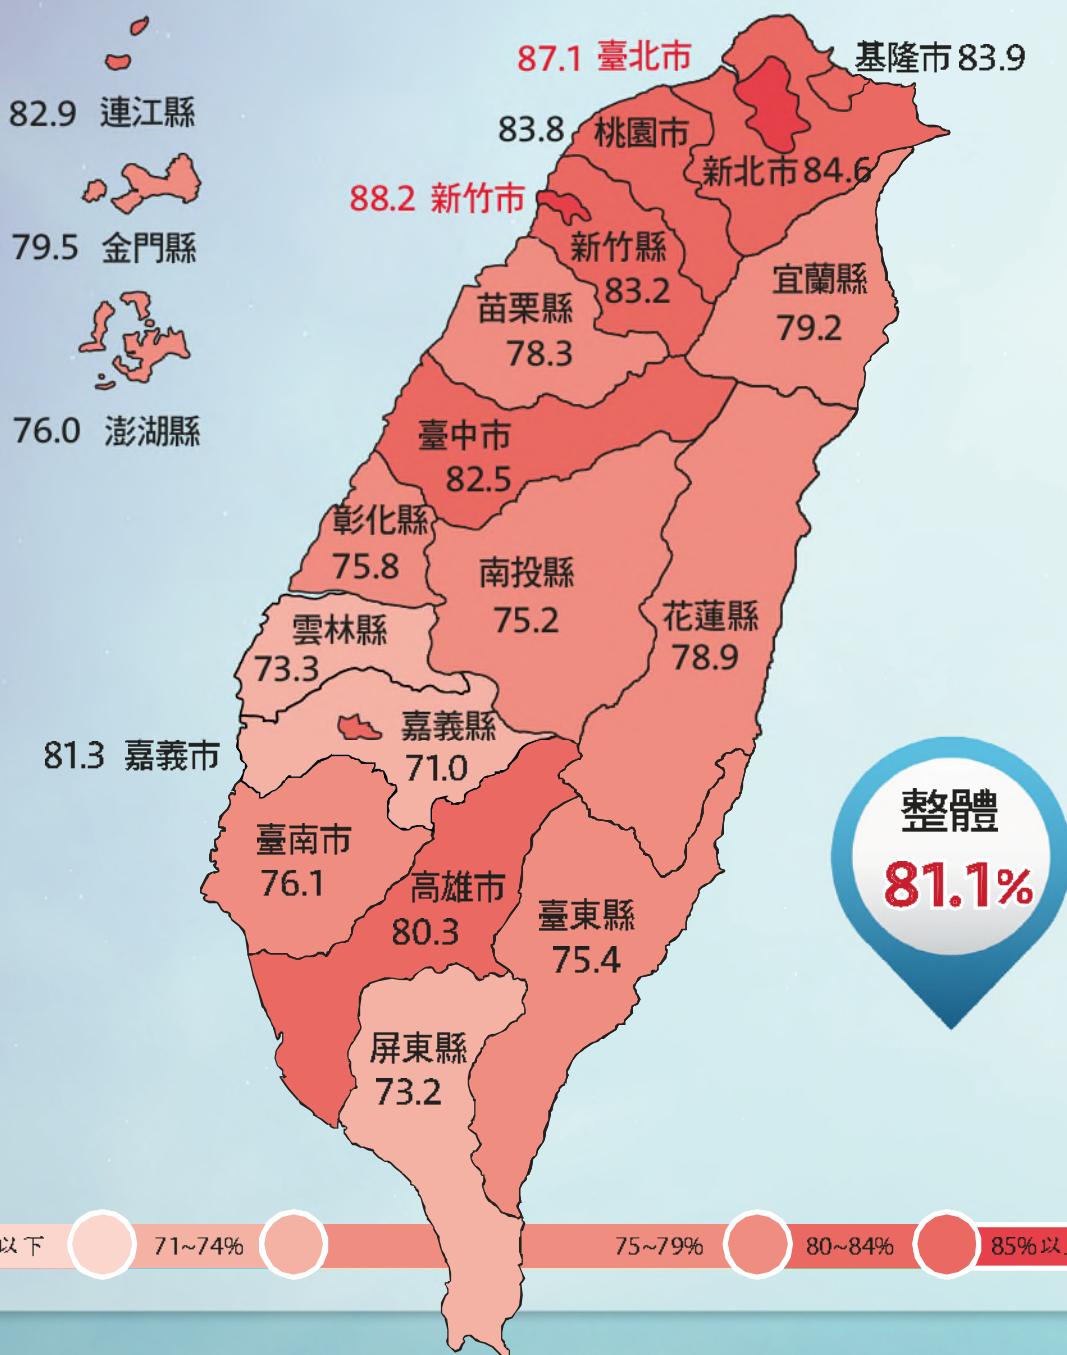 87.1 臺北市
基隆市 83.9
82.9 連江縣
83.8 桃園市
新北市 84.6
88.2 新竹市
79.5 金門縣
新竹縣
83.2
宜蘭縣
79.2
苗栗縣
78.3
76.0 澎湖縣
臺中市
82.5
彰化縣
75.8
南投縣
75.2
花蓮縣
78.9
雲林縣
73.3
81.3 嘉義市
嘉義縣
71.0
整體
81.1%
臺南市
76.1
高雄市
80.3
臺東縣
75.4
屏東縣
73.2
以下 71~74% 75~79% 80~84% 85%以